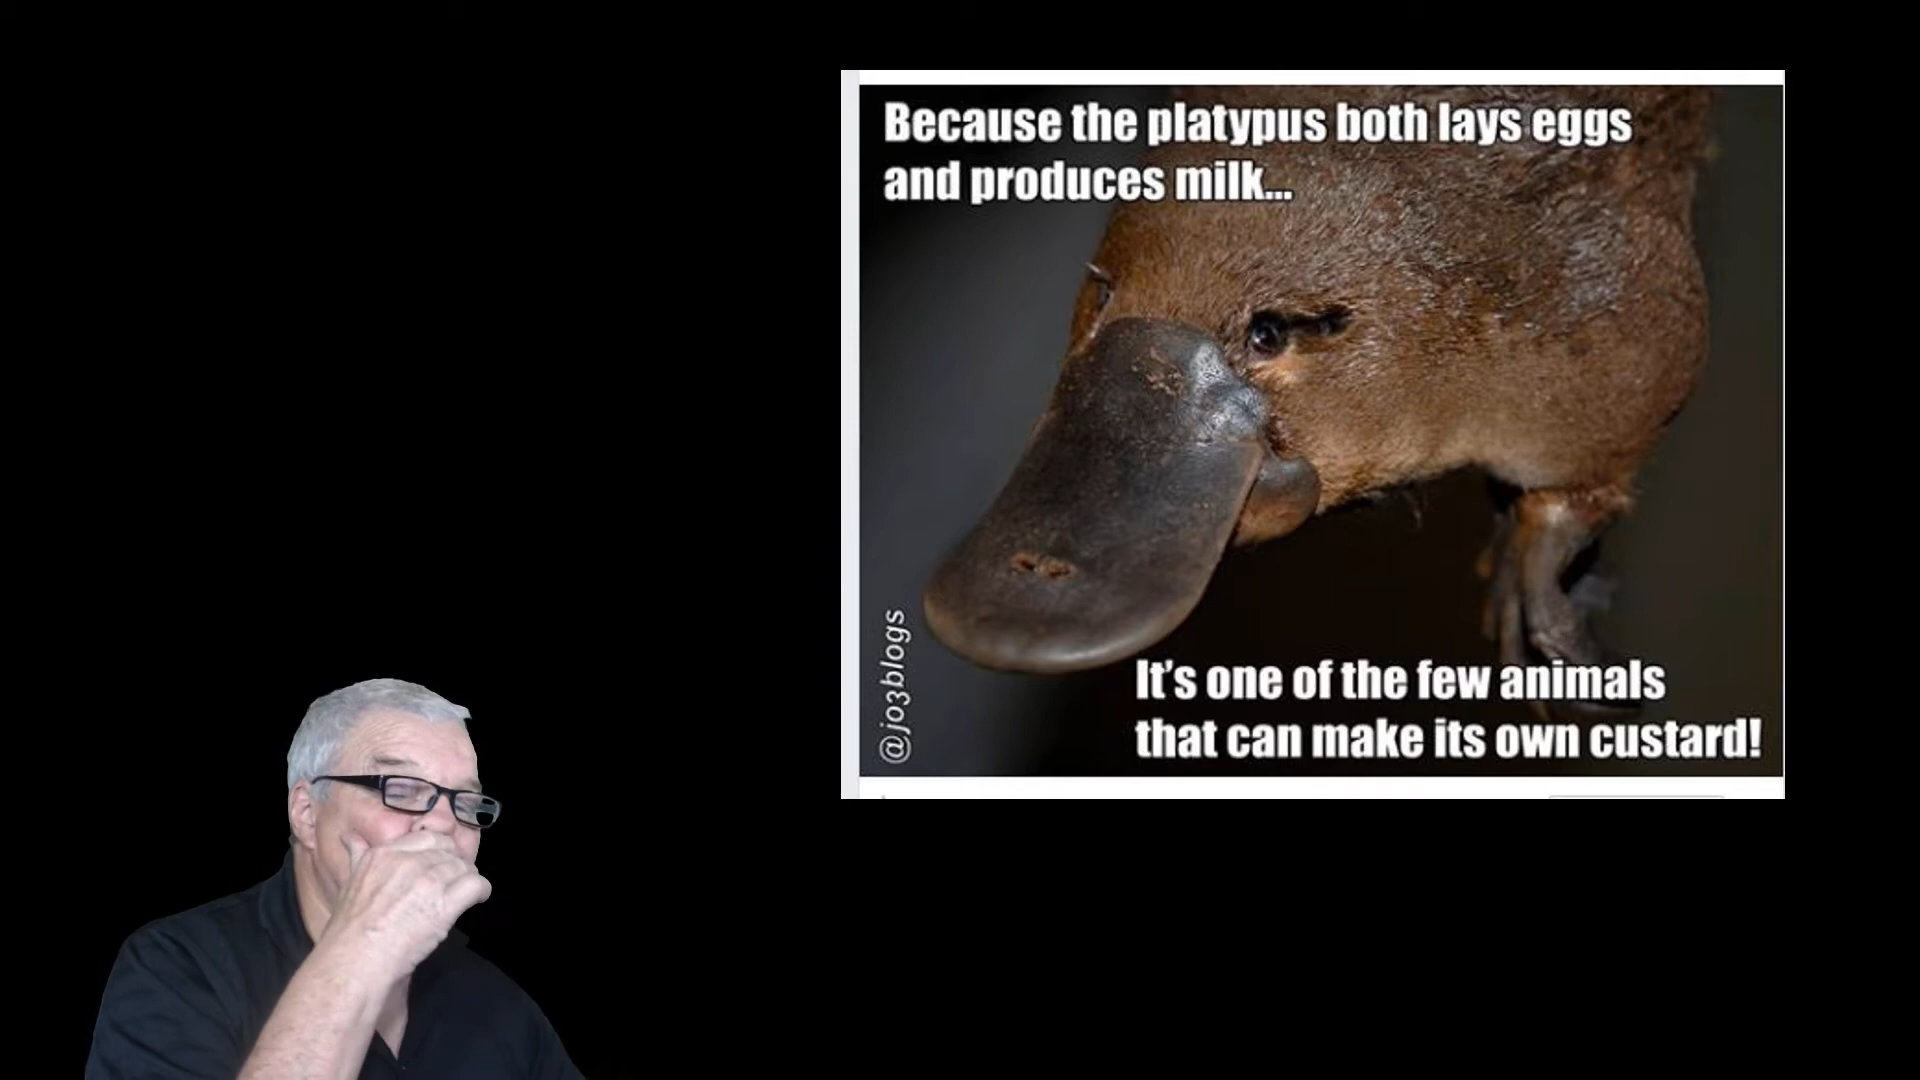 Because the platypus both lays eggs
and produces milk...
@jo3blogs
It's one of the few animals
that can make its own custard!